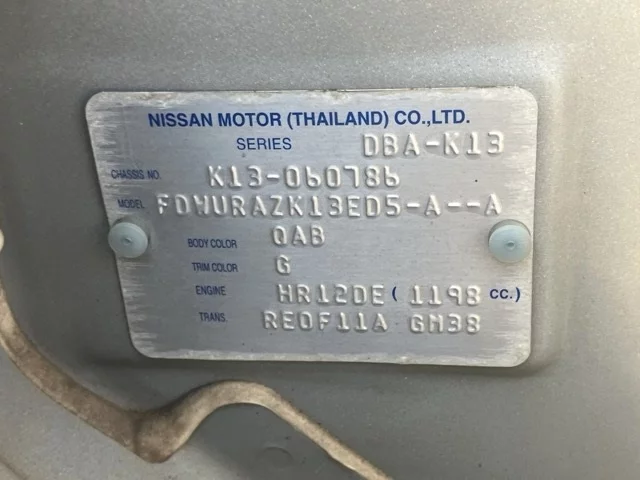 NISSAN MOTOR (THAILAND) CO.,LTD.
SERIES DBA-K13
CHASSIS NO. K13-060786
MODEL FDWURAZK13ED5-A--A
BODY COLOR QAB
TRIM COLOR G
ENGINE HR12DE ( 1198 CC.)
TRANS. RE0F11A GH38